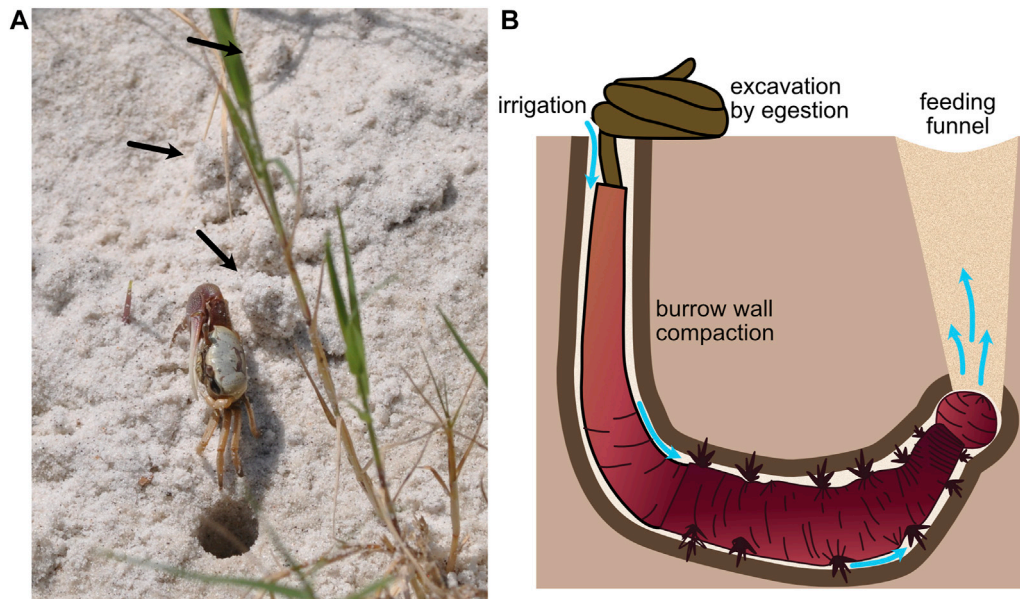 A
B
irrigation
excavation
by egestion
feeding
funnel
burrow wall
compaction